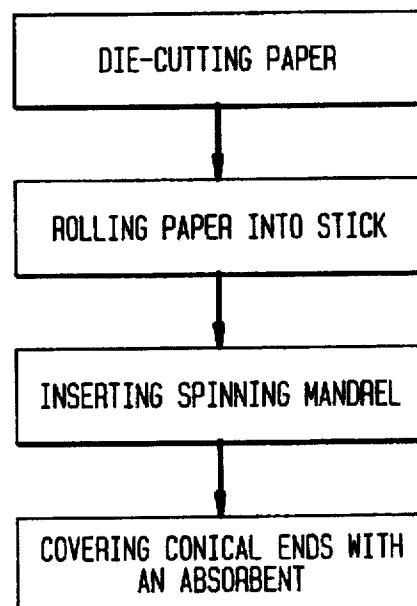 DIE-CUTTING PAPER
ROLLING PAPER INTO STICK
INSERTING SPINNING MANDREL
COVERING CONICAL ENDS WITH
AN ABSORBENT